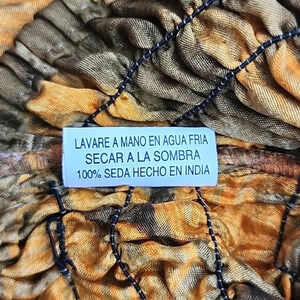 LAVARE A MANO EN AGUA FRIA
SECAR A LA SOMBRA
100% SEDA HECHO EN INDIA